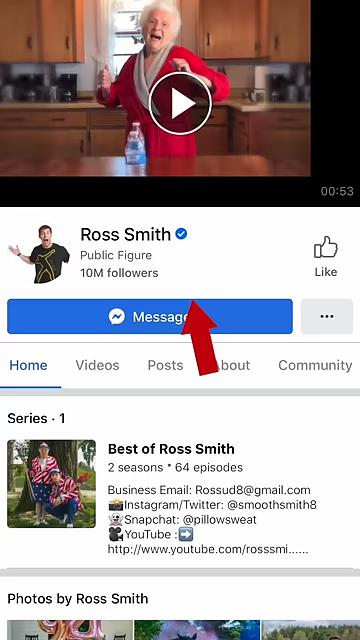 00:53
Ross Smith
Public Figure
10M followers
Like
Message
Home Videos Posts About Community
Series · 1
Best of Ross Smith
2 seasons • 64 episodes
Business Email: Rossud8@gmail.com
📸Instagram/Twitter: @smoothsmith8
👻Snapchat: @pillowsweat
🎥YouTube :➡️
http://www.youtube.com/rosssmi......
Photos by Ross Smith